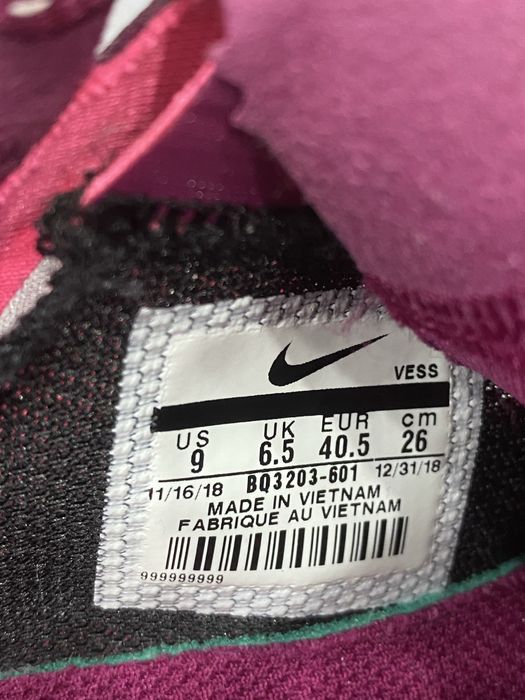 VESS
US UK EUR cm
9 6.5 40.5 26
11/16/18 BQ3203-601 12/31/18
MADE IN VIETNAM
FABRIQUE AU VIETNAM
999999999